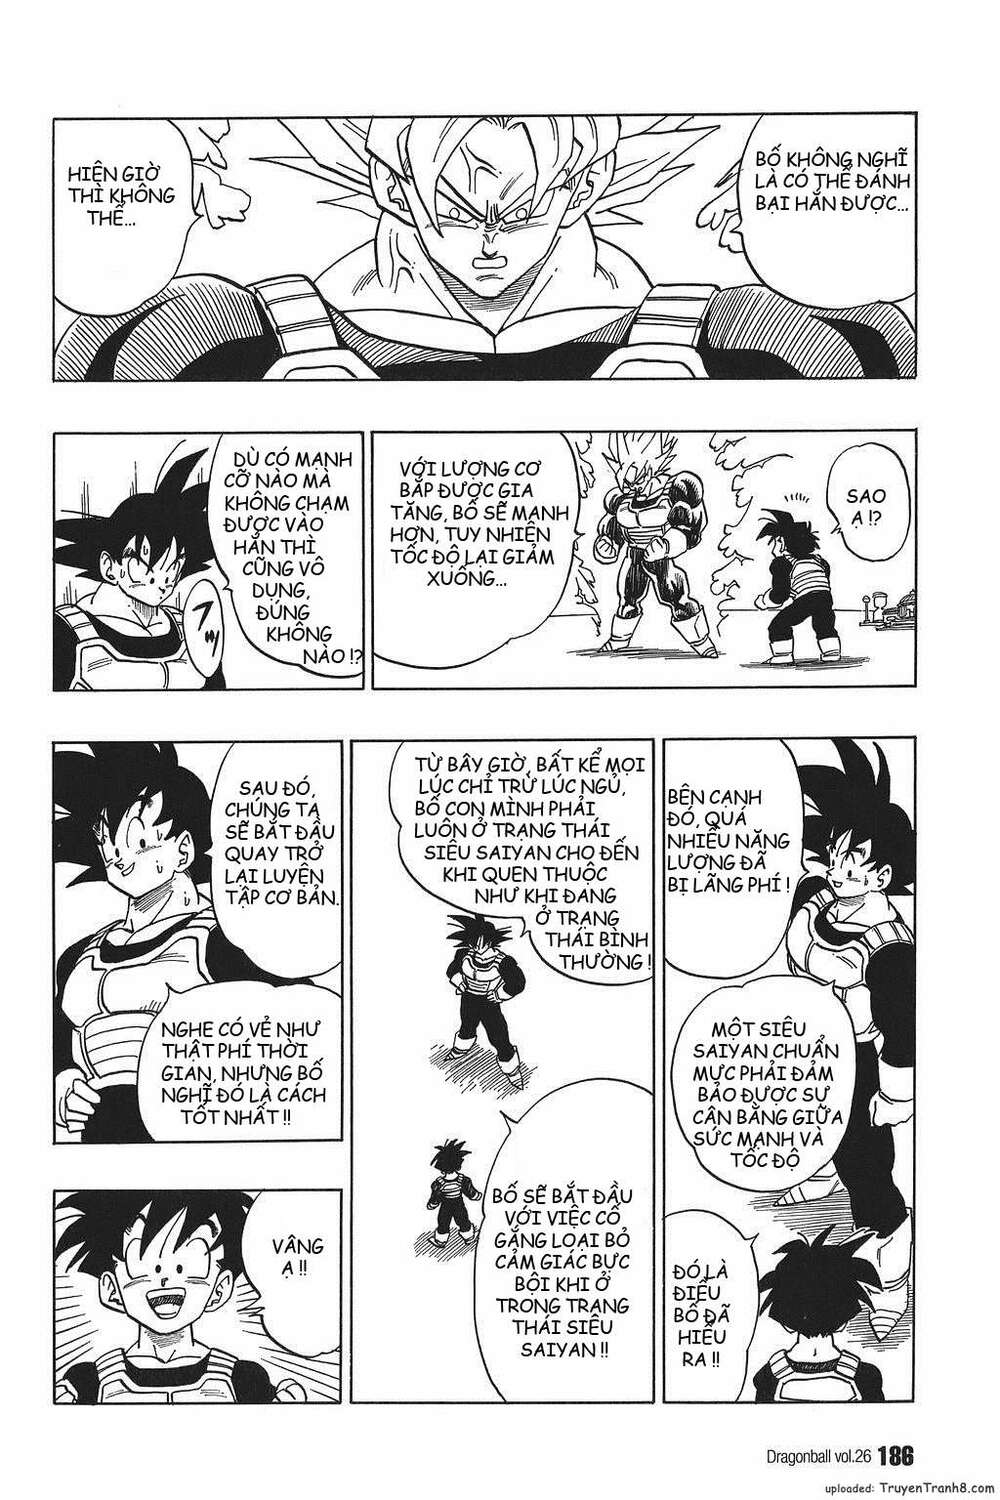 BỐ KHÔNG NGHĨ
LÀ CÓ THỂ ĐÁNH
BẠI HẮN ĐƯỢC...
HIỆN GIỜ
THÌ KHÔNG
THỂ...
SAO
Ạ !?
VỚI LƯỢNG CƠ
BẮP ĐƯỢC GIA
TĂNG, BỐ SẼ MẠNH
HƠN, TUY NHIÊN
TỐC ĐỘ LẠI GIẢM
XUỐNG...
DÙ CÓ MẠNH
CỠ NÀO MÀ
KHÔNG CHẠM
ĐƯỢC VÀO
HẮN THÌ
CŨNG VÔ
DỤNG,
ĐÚNG
KHÔNG
NÀO !?
フッ
BÊN CẠNH
ĐÓ, QUÁ
NHIỀU NĂNG
LƯỢNG ĐÃ
BỊ LÃNG PHÍ !
MỘT SIÊU
SAIYAN CHUẨN
MỰC PHẢI ĐẢM
BẢO ĐƯỢC SỰ
CÂN BẰNG GIỮA
SỨC MẠNH VÀ
TỐC ĐỘ
ĐÓ LÀ
ĐIỀU
BỐ ĐÃ
HIỂU
RA !!
TỪ BÂY GIỜ, BẤT KỂ MỌI
LÚC CHỈ TRỪ LÚC NGỦ,
BỐ CON MÌNH PHẢI
LUÔN Ở TRẠNG THÁI
SIÊU SAIYAN CHO ĐẾN
KHI QUEN THUỘC
NHƯ KHI ĐANG
Ở TRẠNG
THÁI BÌNH
THƯỜNG !
BỐ SẼ BẮT ĐẦU
VỚI VIỆC CỐ
GẮNG LOẠI BỎ
CẢM GIÁC BỰC
BỘI KHI Ở
TRONG TRẠNG
THÁI SIÊU
SAIYAN !!
SAU ĐÓ,
CHÚNG TA
SẼ BẮT ĐẦU
QUAY TRỞ
LẠI LUYỆN
TẬP CƠ BẢN.
NGHE CÓ VẺ NHƯ
THẬT PHÍ THỜI
GIAN, NHƯNG BỐ
NGHĨ ĐÓ LÀ CÁCH
TỐT NHẤT !!
VÂNG
Ạ !!
Dragonball vol.26 186
uploaded: TruyenTranh8.com